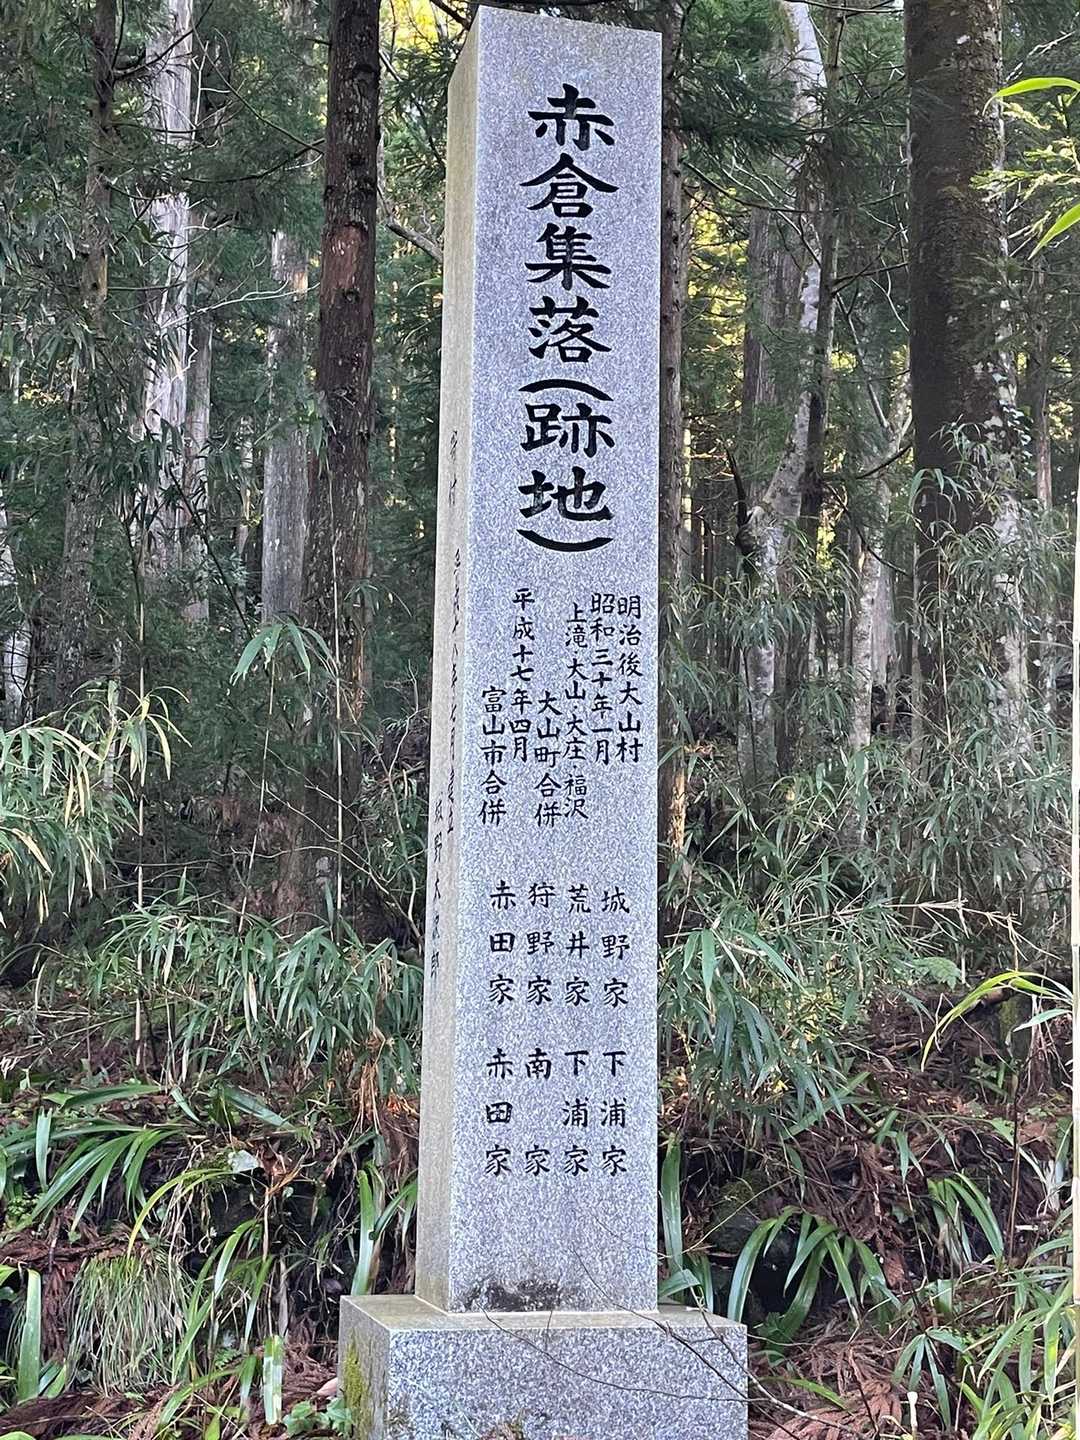 赤倉集落(跡地)
明治後大山村
昭和三十年一月
上滝・大山・大庄・福沢
大山町合併
平成十七年四月
富山市合併
城野家 下浦家
荒井家 下浦家
狩野家 南家
赤田家 赤田家